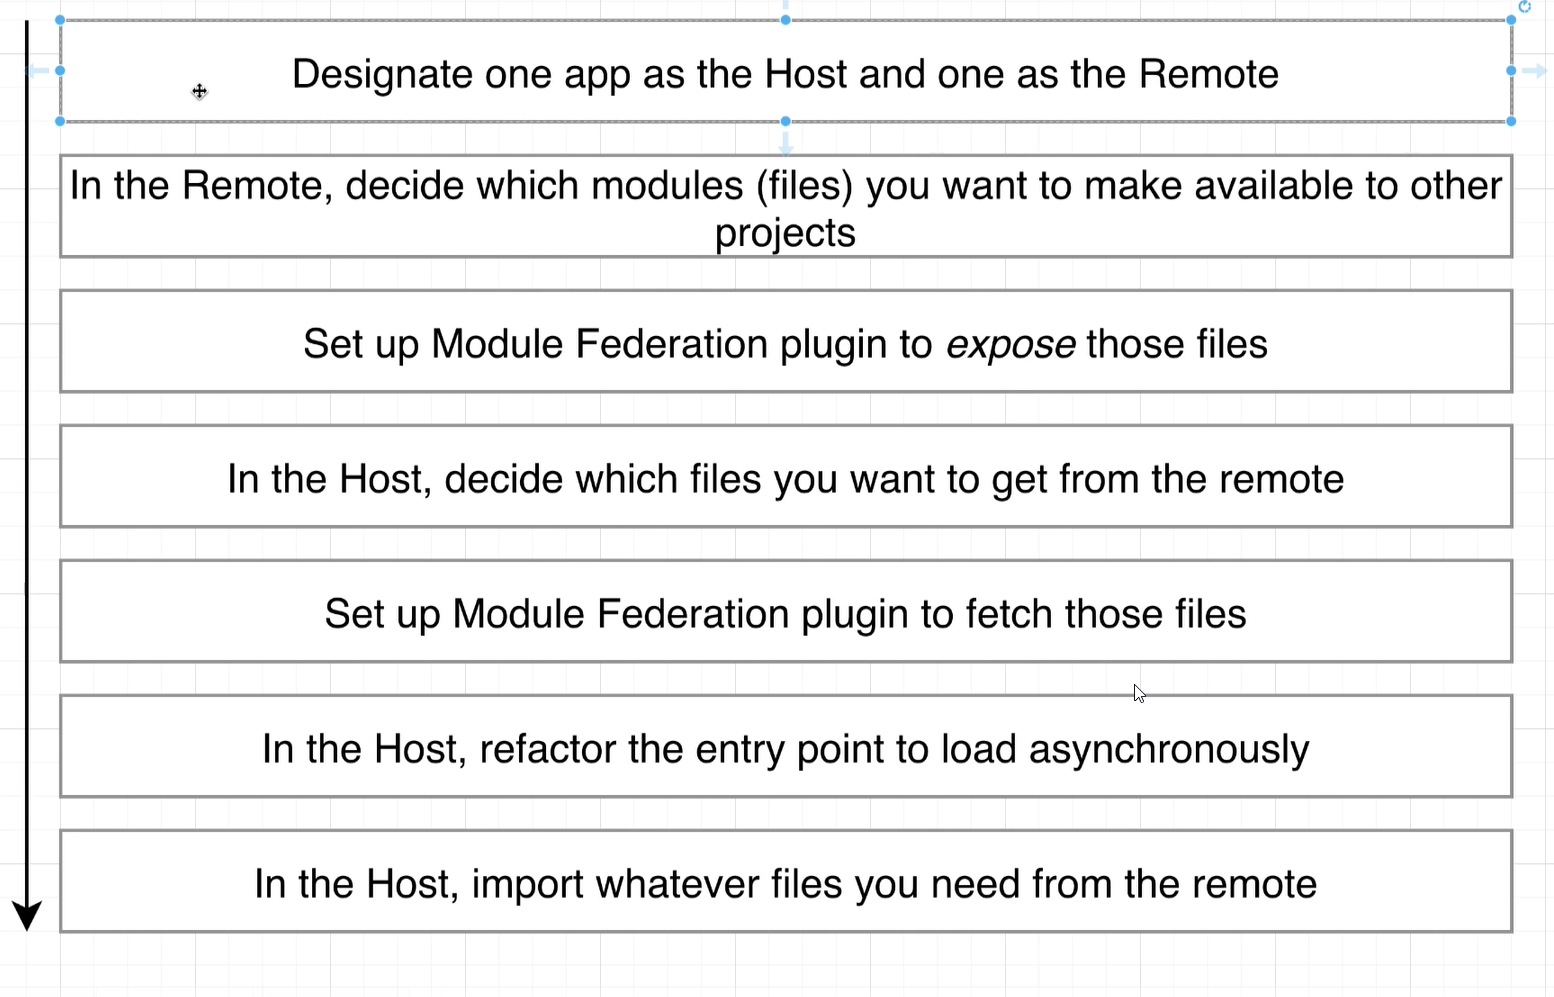 Designate one app as the Host and one as the Remote
In the Remote, decide which modules (files) you want to make available to other
projects
Set up Module Federation plugin to expose those files
In the Host, decide which files you want to get from the remote
Set up Module Federation plugin to fetch those files
In the Host, refactor the entry point to load asynchronously
In the Host, import whatever files you need from the remote